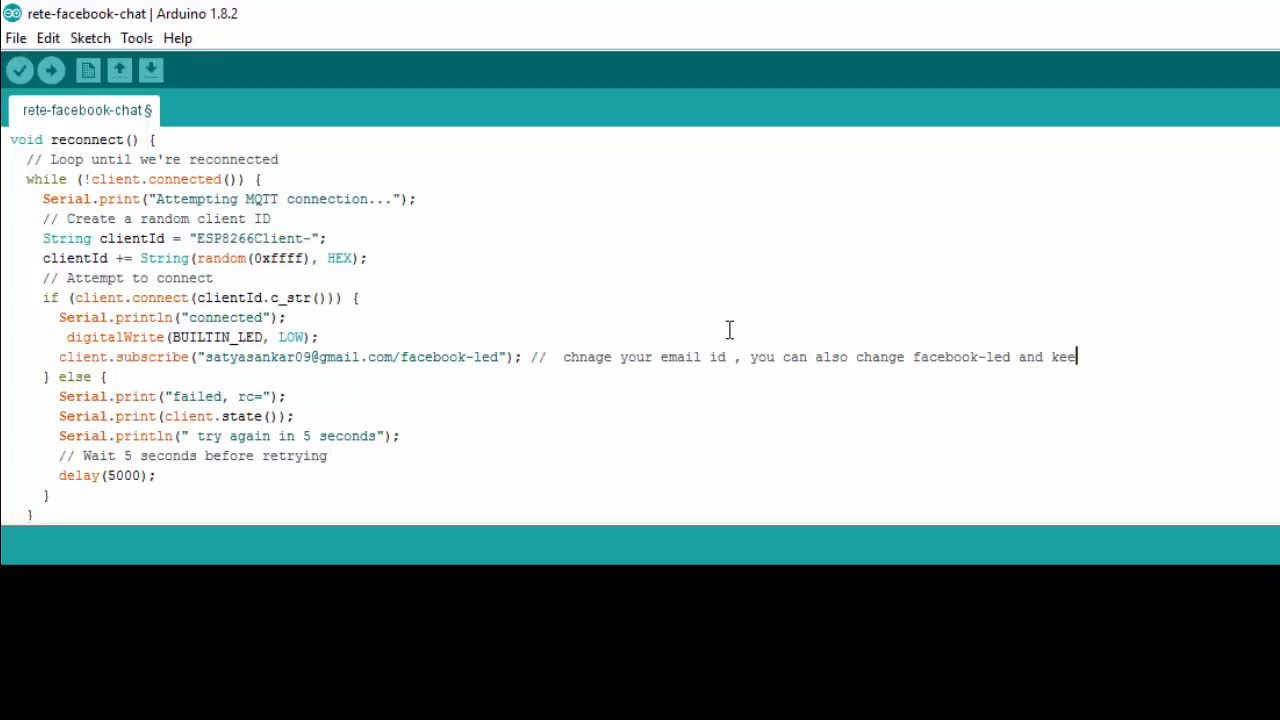 rete-facebook-chat | Arduino 1.8.2
File Edit Sketch Tools Help
rete-facebook-chat§
void reconnect() {
// Loop until we're reconnected
while (!client.connected()) {
Serial.print("Attempting MQTT connection...");
// Create a random client ID
String clientId = "ESP8266Client-";
clientId += String(random(0xffff), HEX);
// Attempt to connect
if (client.connect(clientId.c_str())) {
Serial.println("connected");
digitalWrite(BUILTIN_LED, LOW);
client.subscribe("satyasankar09@gmail.com/facebook-led"); //  chnage your email id , you can also change facebook-led and kee
} else {
Serial.print("failed, rc=");
Serial.print(client.state());
Serial.println(" try again in 5 seconds");
// Wait 5 seconds before retrying
delay(5000);
}
}